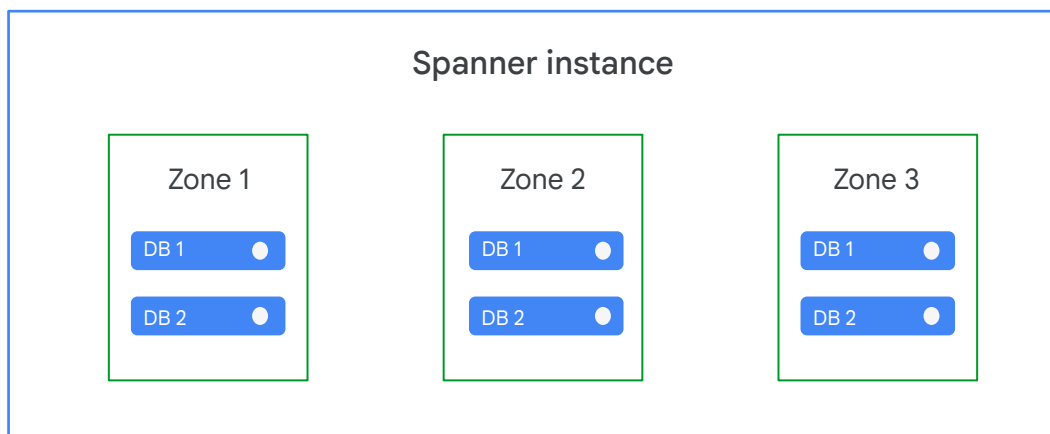 Spanner instance
Zone 1
DB 1
DB 2
Zone 2
DB 1
DB 2
Zone 3
DB 1
DB 2